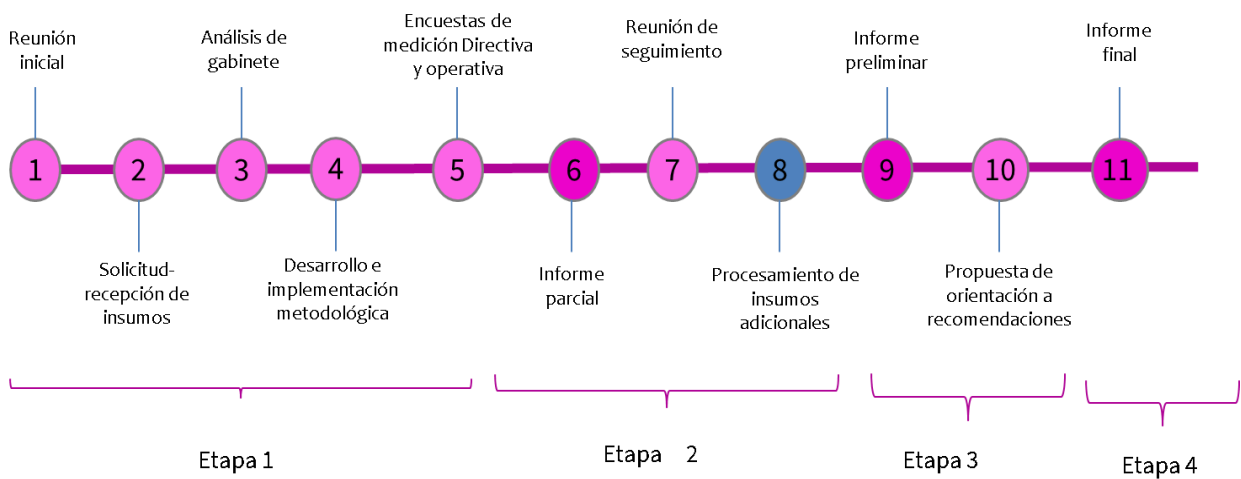 Reunión
inicial
Análisis de
gabinete
Encuestas de
medición Directiva
y operativa
Reunión de
seguimiento
Informe
preliminar
Informe
final
1
2
3
4
5
6
7
8
9
10
11
Solicitud-
recepción de
insumos
Desarrollo e
implementación
metodológica
Informe
parcial
Procesamiento de
insumos
adicionales
Propuesta de
orientación a
recomendaciones
Etapa 1
Etapa 2
Etapa 3
Etapa 4